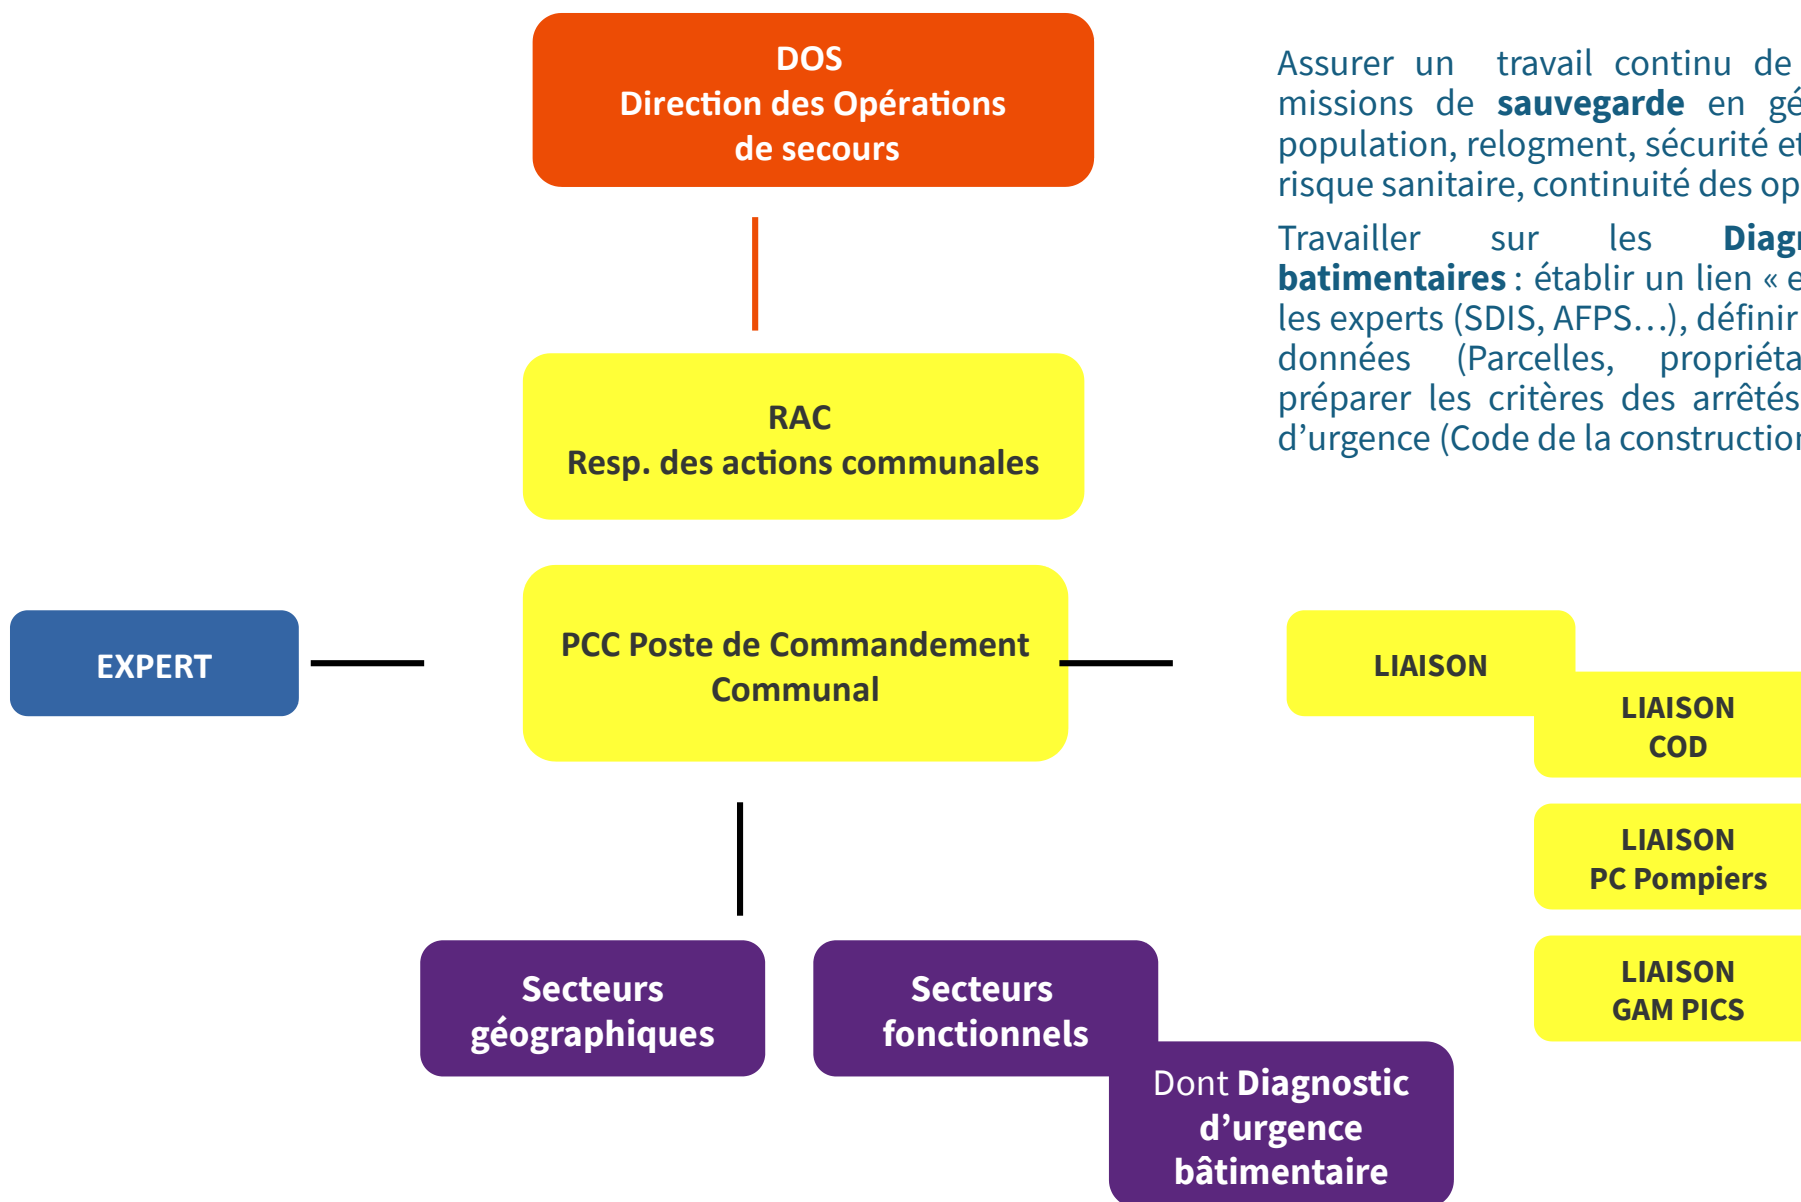 DOS
Direction des Opérations
de secours
Assurer un travail continu de
missions de sauvegarde en
population, relogment, sécurité et
risque sanitaire, continuité des
Travailler sur les
batimentaires : établir un lien «
les experts (SDIS, AFPS…), définir
données (Parcelles,
préparer les critères des arrêtés
d’urgence (Code de la
RAC
Resp. des actions communales
EXPERT
PCC Poste de Commandement
Communal
LIAISON
LIAISON
COD
LIAISON
PC Pompiers
LIAISON
GAM PICS
Secteurs
géographiques
Secteurs
fonctionnels
Dont Diagnostic
d’urgence
bâtimentaire